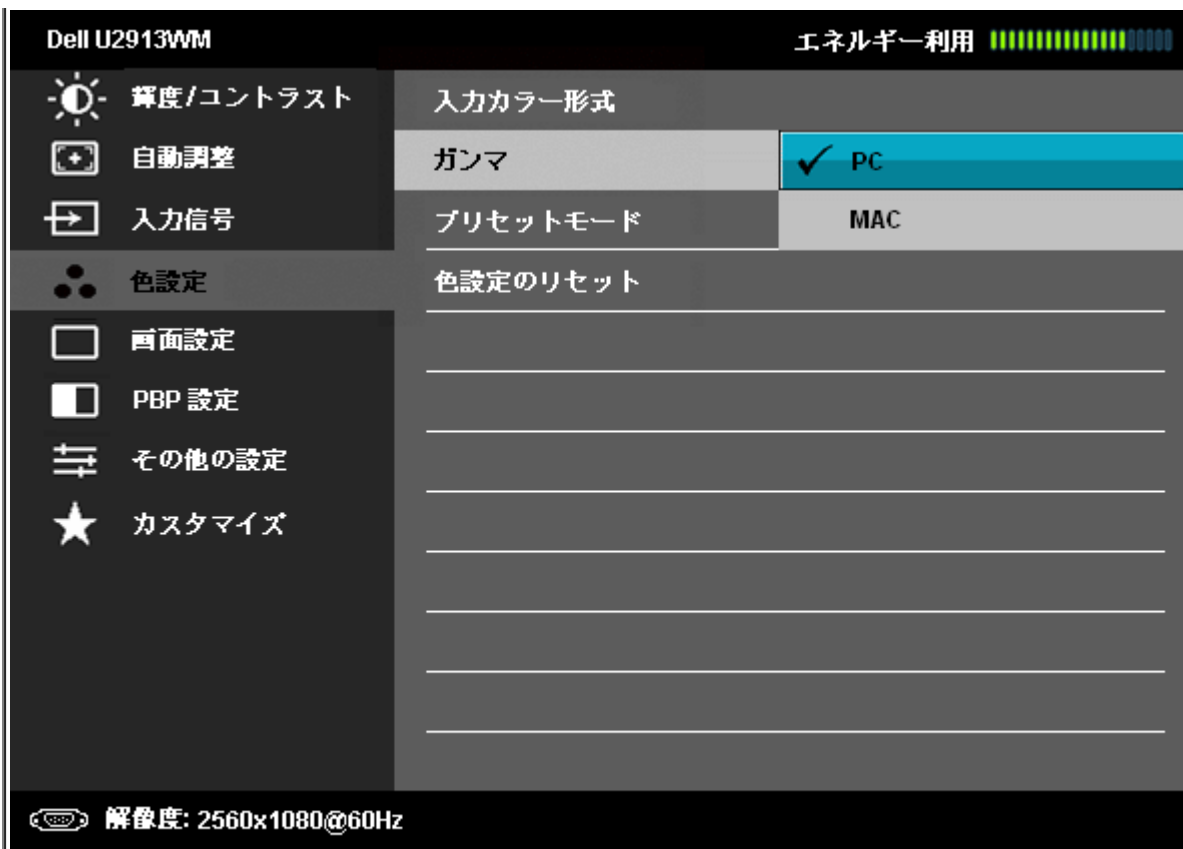 Dell U2913WM
エネルギー利用
輝度/コントラスト
自動調整
入力信号
色設定
画面設定
PBP 設定
その他の設定
カスタマイズ
入力カラー形式
ガンマ
プリセットモード
色設定のリセット
PC
MAC
解像度: 2560x1080@60Hz